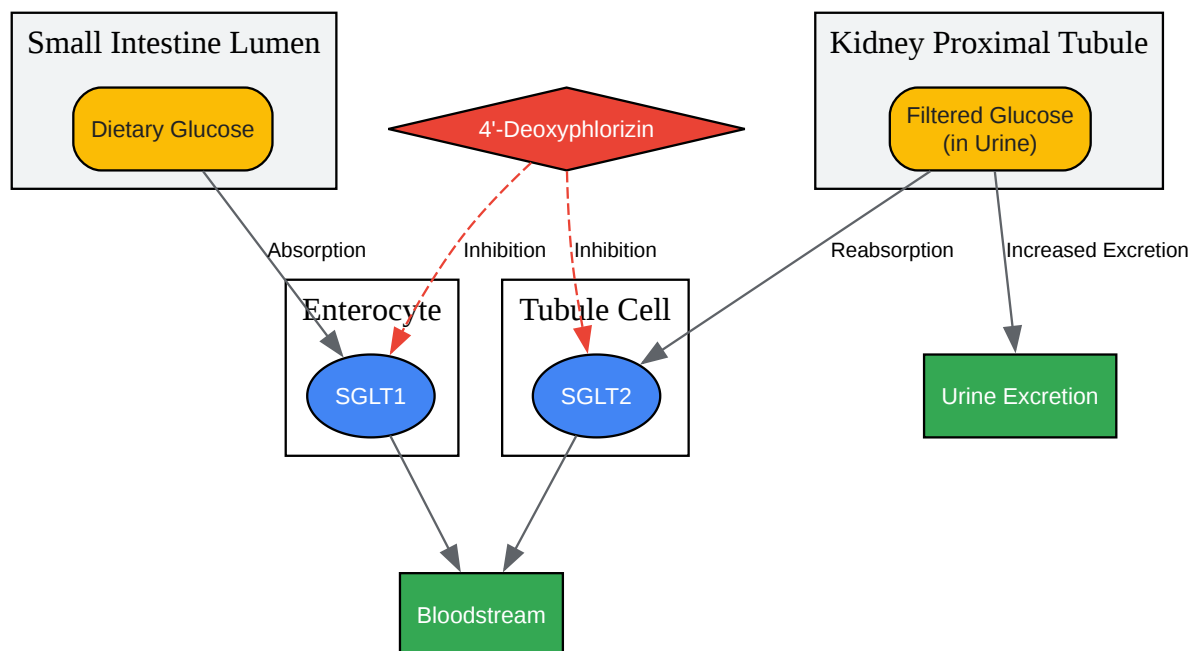 Small Intestine Lumen
Kidney Proximal Tubule
Dietary Glucose
4'-Deoxyphlorizin
Filtered Glucose
(in Urine)
Absorption
Inhibition
Inhibition
Reabsorption
Increased Excretion
Enterocyte
Tubule Cell
SGLT1
SGLT2
Urine Excretion
Bloodstream